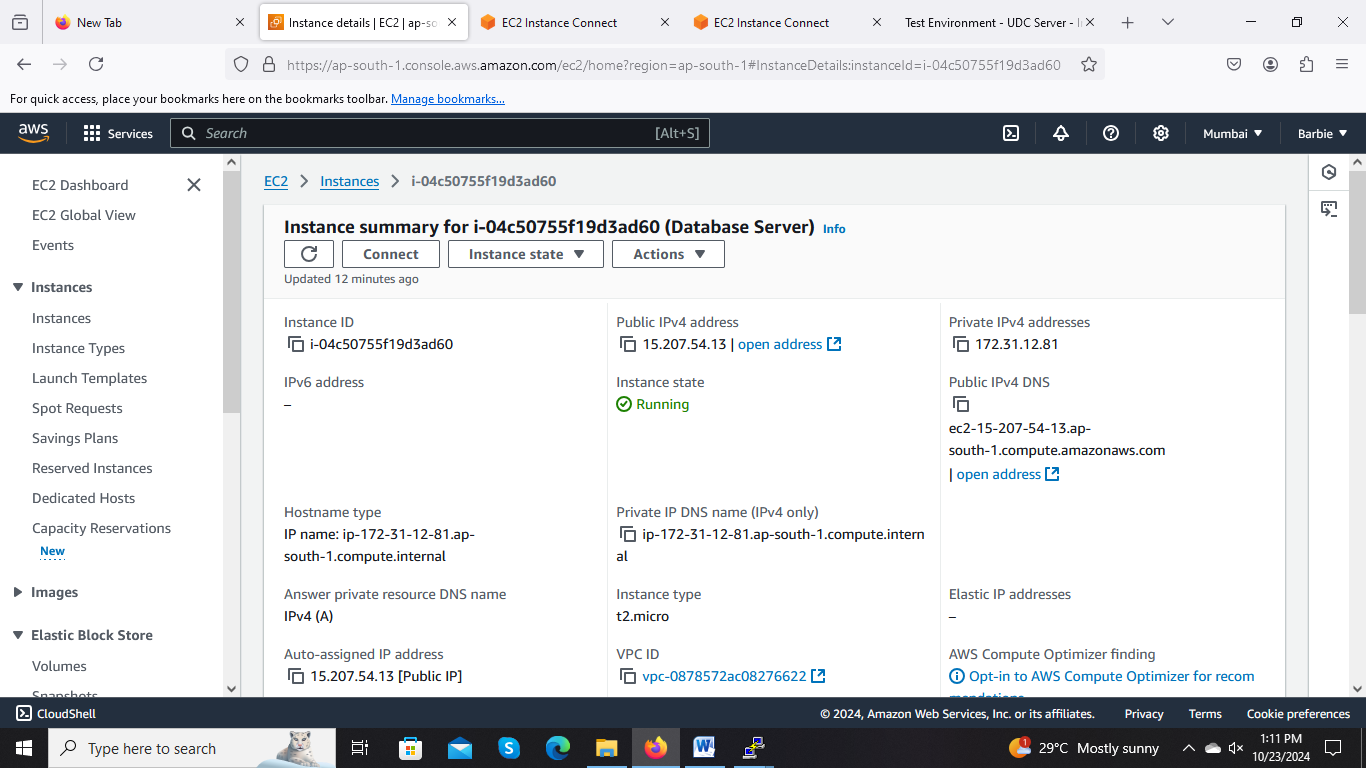 New Tab
Instance details | EC2 | ap-so
EC2 Instance Connect
EC2 Instance Connect
Test Environment - UDC Server - I
https://ap-south-1.console.aws.amazon.com/ec2/home?region=ap-south-1#InstanceDetails:instanceId=i-04c50755f19d3ad60
For quick access, place your bookmarks here on the bookmarks toolbar. Manage bookmarks...
aws
Services
Search
[Alt+S]
Mumbai
Barbie
EC2 Dashboard
EC2 Global View
Events
Instances
Instances
Instance Types
Launch Templates
Spot Requests
Savings Plans
Reserved Instances
Dedicated Hosts
Capacity Reservations
New
Images
Elastic Block Store
Volumes
Snapshots
EC2
Instances
i-04c50755f19d3ad60
Instance summary for i-04c50755f19d3ad60 (Database Server) Info
Connect
Instance state
Actions
Updated 12 minutes ago
Instance ID
i-04c50755f19d3ad60
Public IPv4 address
15.207.54.13 | open address
Private IPv4 addresses
172.31.12.81
IPv6 address
–
Instance state
Running
Public IPv4 DNS
ec2-15-207-54-13.ap-
south-1.compute.amazonaws.com
| open address
Hostname type
IP name: ip-172-31-12-81.ap-
south-1.compute.internal
Private IP DNS name (IPv4 only)
ip-172-31-12-81.ap-south-1.compute.intern
al
Answer private resource DNS name
IPv4 (A)
Instance type
t2.micro
Elastic IP addresses
–
Auto-assigned IP address
15.207.54.13 [Public IP]
VPC ID
vpc-0878572ac08276622
AWS Compute Optimizer finding
Opt-in to AWS Compute Optimizer for recom
mendations
CloudShell
© 2024, Amazon Web Services, Inc. or its affiliates.
Privacy
Terms
Cookie preferences
Type here to search
1
29°C Mostly sunny
1:11 PM
10/23/2024